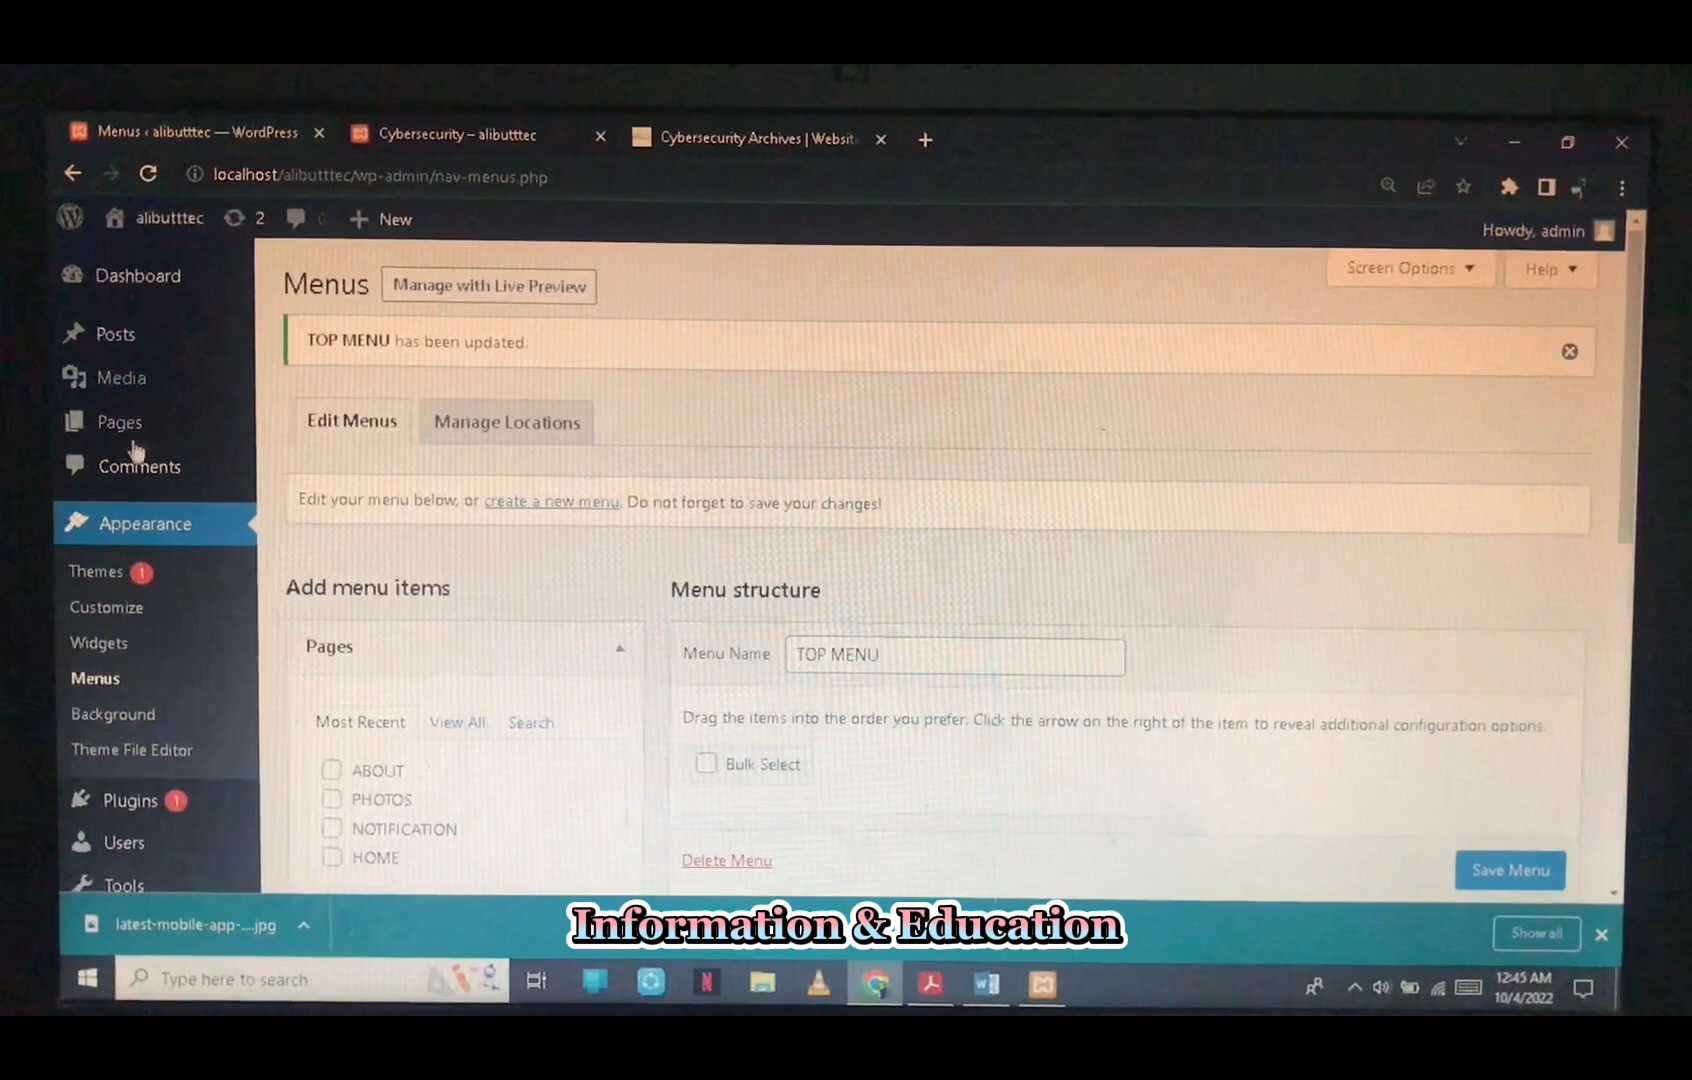 Menus ‹ alibutttec — WordPress
Cybersecurity – alibutttec
Cybersecurity Archives | Websit
localhost/alibutttec/wp-admin/nav-menus.php
alibutttec
2
0
New
Howdy, admin
Dashboard
Posts
Media
Pages
Comments
Appearance
Themes 1
Customize
Widgets
Menus
Background
Theme File Editor
Plugins 1
Users
Tools
Menus
Manage with Live Preview
Screen Options
Help
TOP MENU has been updated.
Edit Menus
Manage Locations
Edit your menu below, or create a new menu. Do not forget to save your changes!
Add menu items
Pages
Most Recent
View All
Search
ABOUT
PHOTOS
NOTIFICATION
HOME
Menu structure
Menu Name
TOP MENU
Drag the items into the order you prefer. Click the arrow on the right of the item to reveal additional configuration options.
Bulk Select
Delete Menu
Save Menu
latest-mobile-app-....jpg
Information & Education
Show all
Type here to search
12:45 AM
10/4/2022